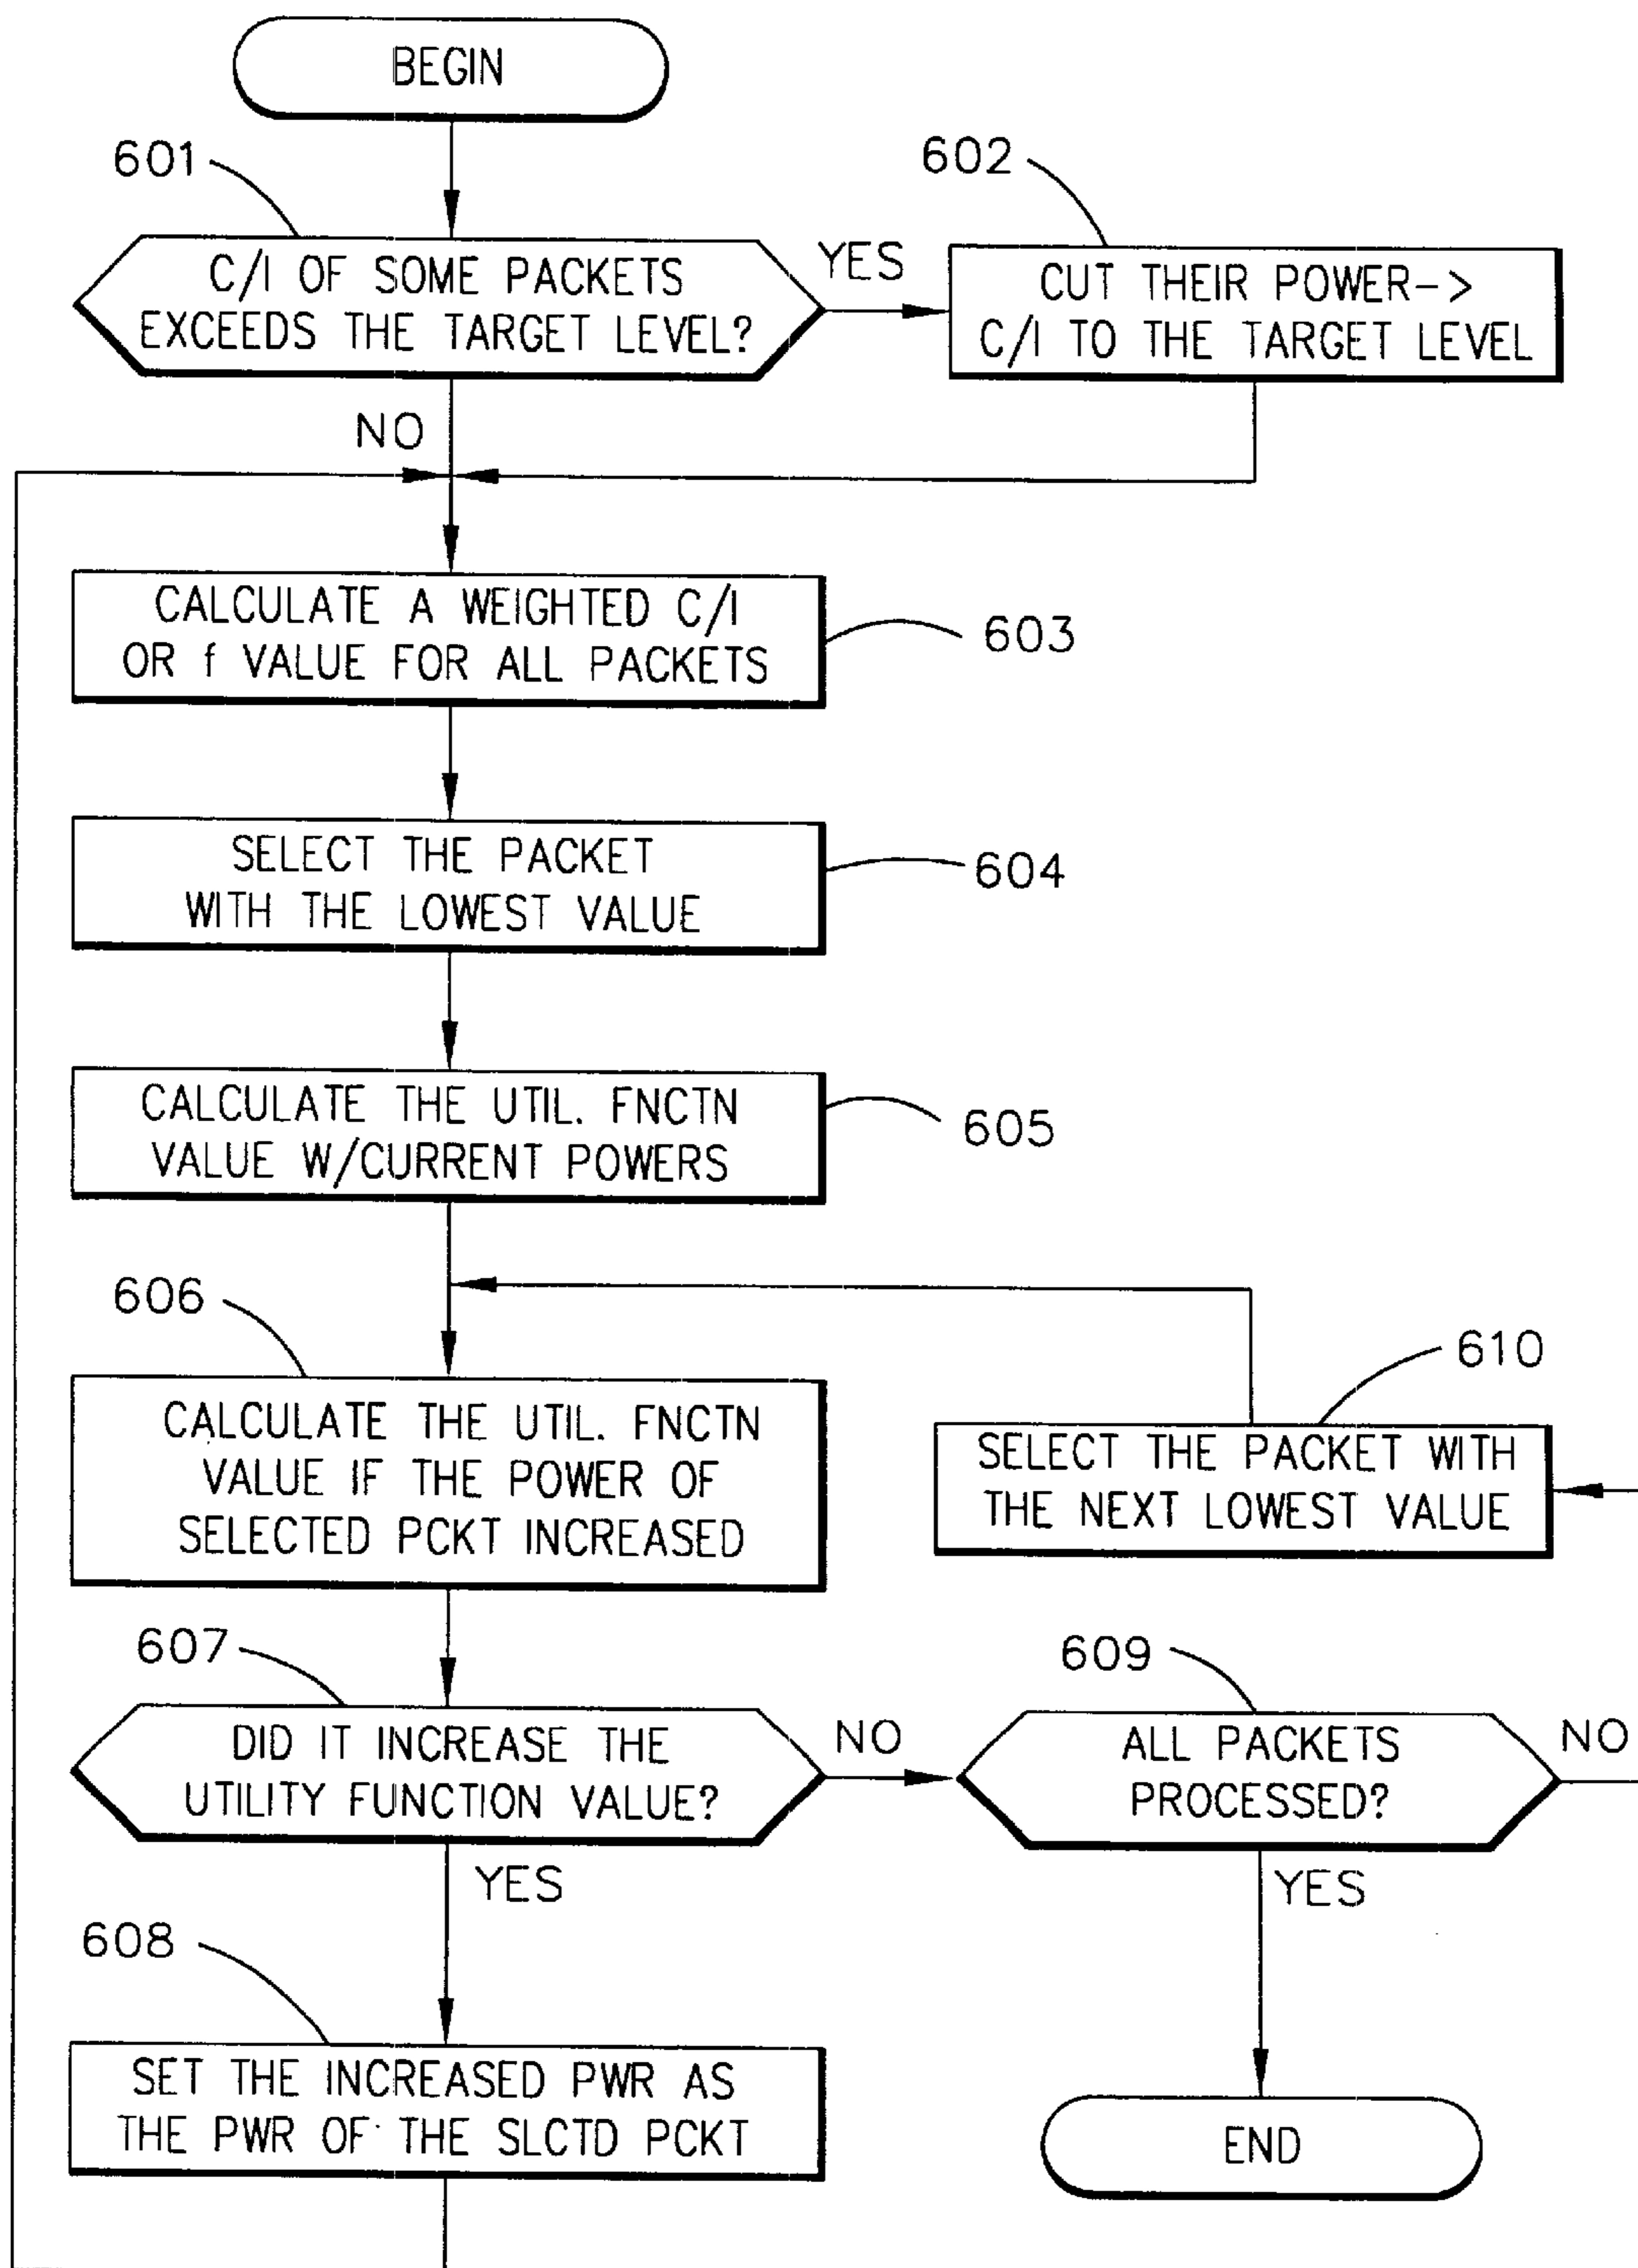 BEGIN
601
602
C/I OF SOME PACKETS
EXCEEDS THE TARGET LEVEL?
YES
CUT THEIR POWER->
C/I TO THE TARGET LEVEL
NO
CALCULATE A WEIGHTED C/I
OR f VALUE FOR ALL PACKETS
603
SELECT THE PACKET
WITH THE LOWEST VALUE
604
CALCULATE THE UTIL. FNCTN
VALUE W/CURRENT POWERS
605
606
CALCULATE THE UTIL. FNCTN
VALUE IF THE POWER OF
SELECTED PCKT INCREASED
610
SELECT THE PACKET WITH
THE NEXT LOWEST VALUE
607
DID IT INCREASE THE
UTILITY FUNCTION VALUE?
NO
609
ALL PACKETS
PROCESSED?
NO
YES
YES
608
SET THE INCREASED PWR AS
THE PWR OF THE SLCTD PCKT
END